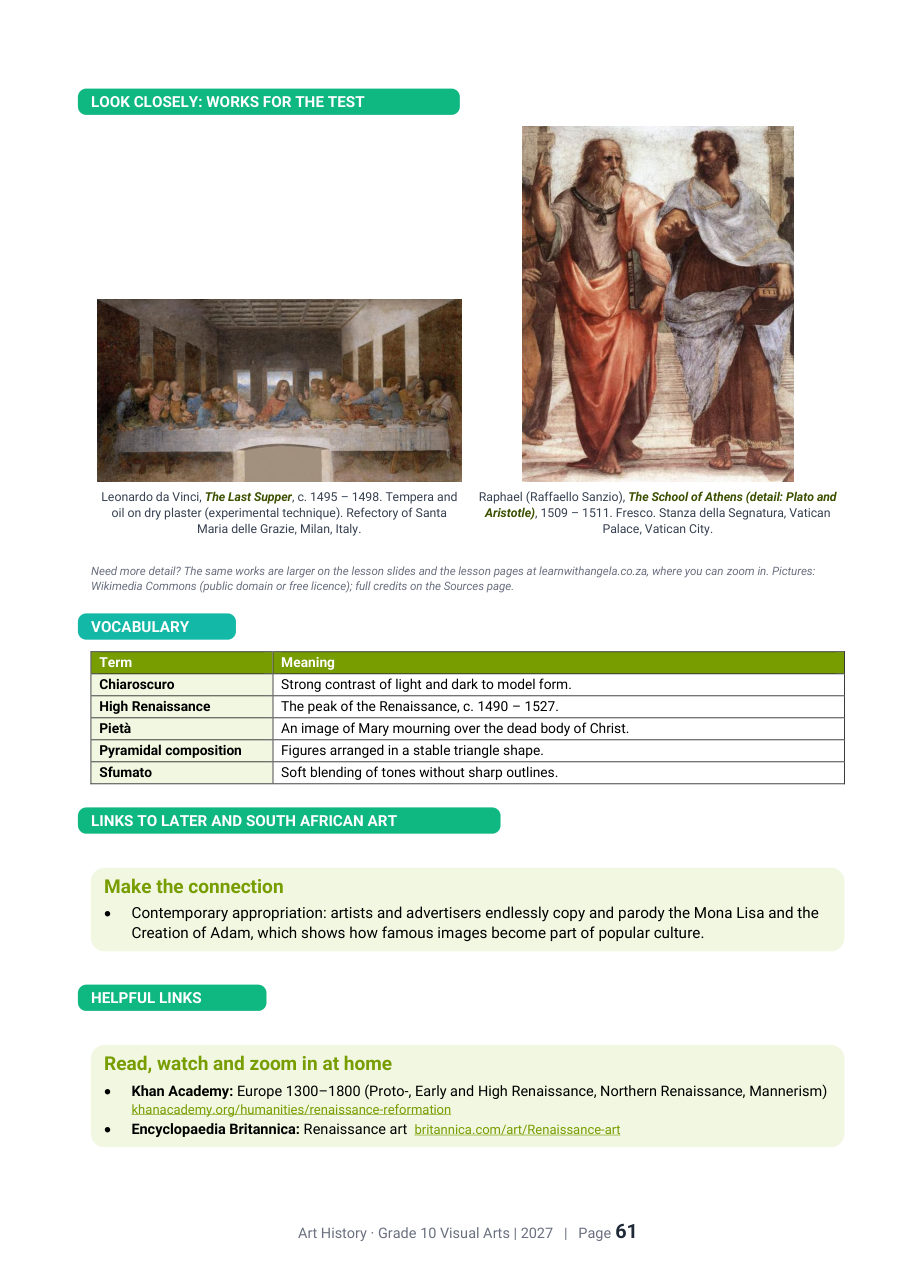 LOOK CLOSELY: WORKS FOR THE TEST
Leonardo da Vinci, The Last Supper, c. 1495 – 1498. Tempera and
oil on dry plaster (experimental technique). Refectory of Santa
Maria delle Grazie, Milan, Italy.
Raphael (Raffaello Sanzio), The School of Athens (detail: Plato and
Aristotle), 1509 – 1511. Fresco. Stanza della Segnatura, Vatican
Palace, Vatican City.
Need more detail? The same works are larger on the lesson slides and the lesson pages at learnwithangela.co.za, where you can zoom in. Pictures:
Wikimedia Commons (public domain or free licence); full credits on the Sources page.
VOCABULARY
Term Meaning
Chiaroscuro Strong contrast of light and dark to model form.
High Renaissance The peak of the Renaissance, c. 1490 – 1527.
Pietà An image of Mary mourning over the dead body of Christ.
Pyramidal composition Figures arranged in a stable triangle shape.
Sfumato Soft blending of tones without sharp outlines.
LINKS TO LATER AND SOUTH AFRICAN ART
Make the connection
• Contemporary appropriation: artists and advertisers endlessly copy and parody the Mona Lisa and the
Creation of Adam, which shows how famous images become part of popular culture.
HELPFUL LINKS
Read, watch and zoom in at home
• Khan Academy: Europe 1300–1800 (Proto-, Early and High Renaissance, Northern Renaissance, Mannerism)
khanacademy.org/humanities/renaissance-reformation
• Encyclopaedia Britannica: Renaissance art britannica.com/art/Renaissance-art
Art History · Grade 10 Visual Arts | 2027 | Page 61